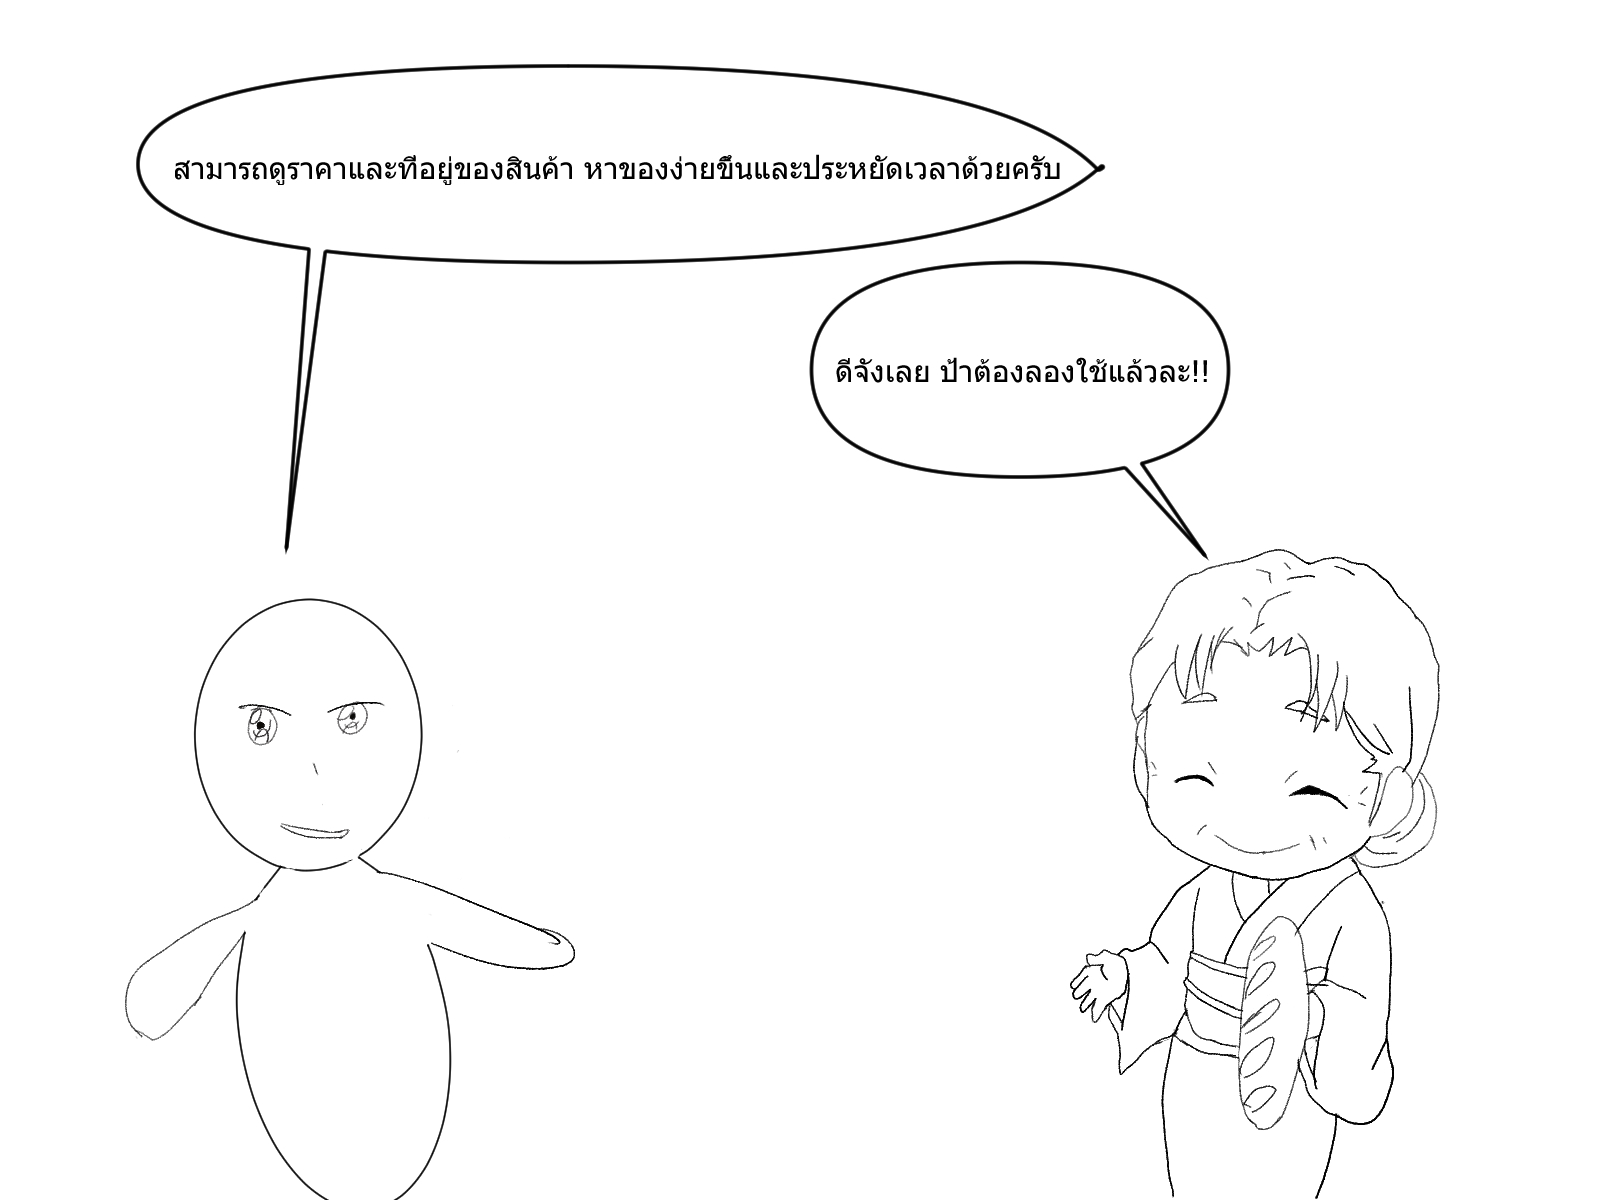 สามารถดูราคาและที่อยู่ของสินค้า หาของง่ายขึ้นและประหยัดเวลาด้วยครับ
ดีจังเลย ป้าต้องลองใช้แล้วละ!!